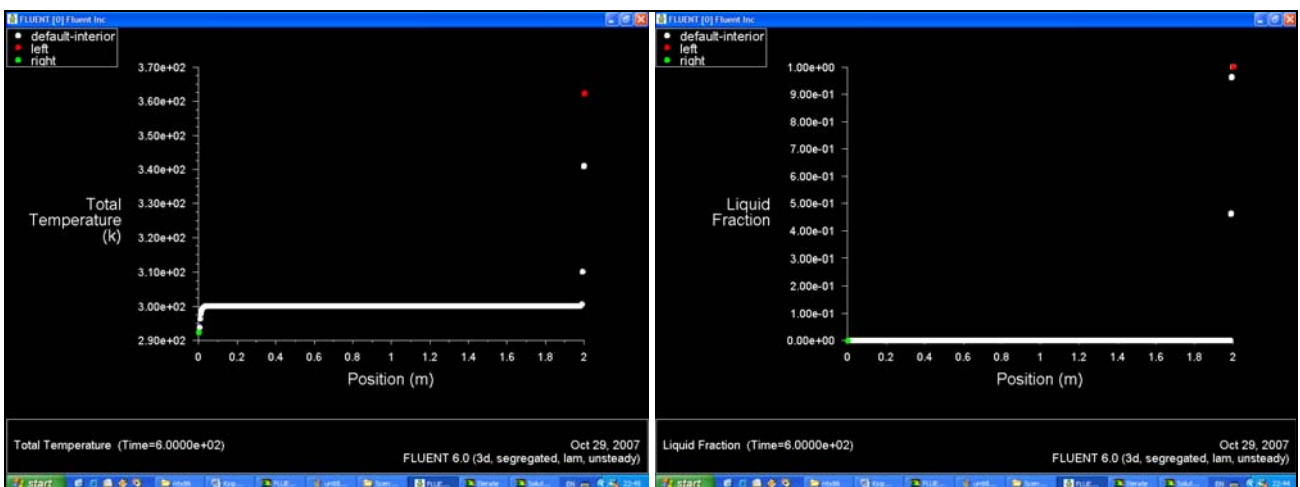 FLUENT [0] Fluent Inc
default-interior
left
right
3.70e+02
3.60e+02
3.50e+02
3.40e+02
3.30e+02
3.20e+02
3.10e+02
3.00e+02
2.90e+02
Total
Temperature
(k)
0 0.2 0.4 0.6 0.8 1 1.2 1.4 1.6 1.8 2
Position (m)
Total Temperature (Time=6.0000e+02)
Oct 29, 2007
FLUENT 6.0 (3d, segregated, lam, unsteady)
start
EN
22:46
FLUENT [0] Fluent Inc
default-interior
left
right
1.00e+00
9.00e-01
8.00e-01
7.00e-01
6.00e-01
5.00e-01
4.00e-01
3.00e-01
2.00e-01
1.00e-01
0.00e+00
Liquid
Fraction
0 0.2 0.4 0.6 0.8 1 1.2 1.4 1.6 1.8 2
Position (m)
Liquid Fraction (Time=6.0000e+02)
Oct 29, 2007
FLUENT 6.0 (3d, segregated, lam, unsteady)
start
EN
22:44